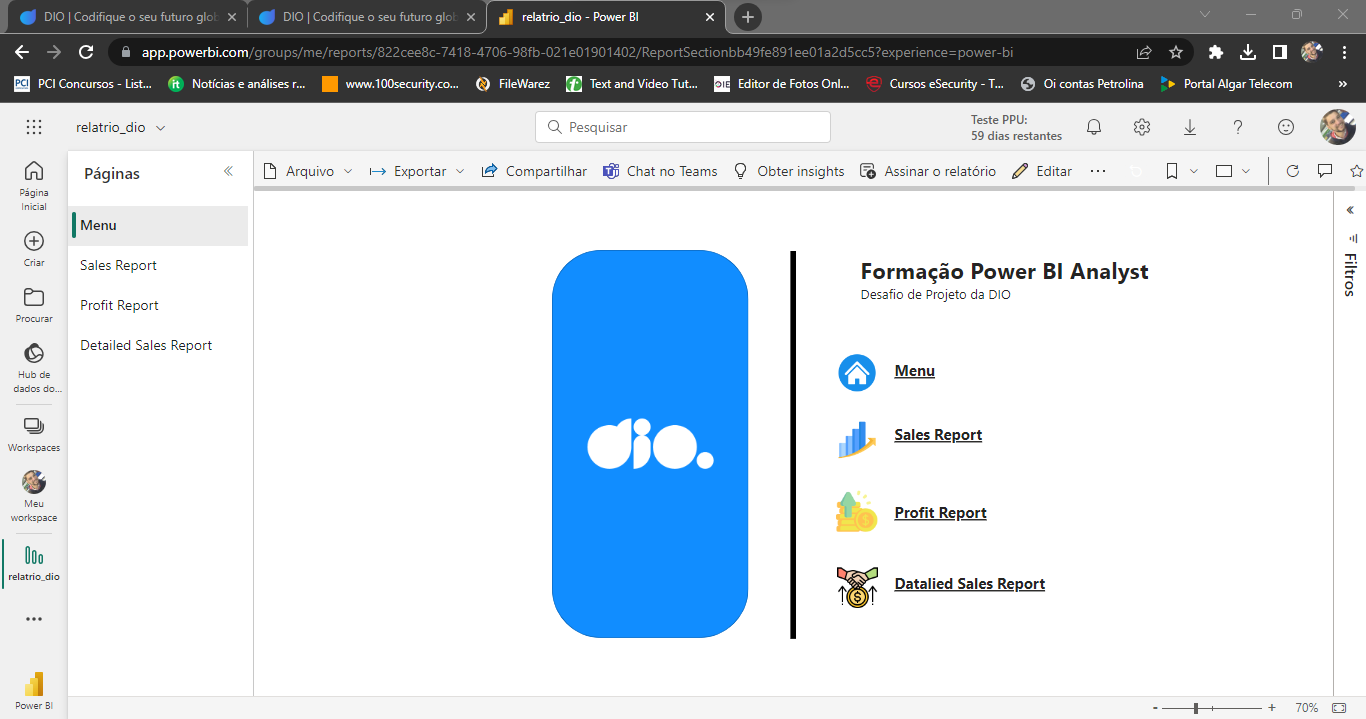 DIO | Codifique o seu futuro glob
DIO | Codifique o seu futuro glob
relatrio_dio - Power BI
app.powerbi.com/groups/me/reports/822cee8c-7418-4706-98fb-021e01901402/ReportSectionbb49fe891ee01a2d5cc5?experience=power-bi
PCI PCI Concursos - List...
rt Notícias e análises r...
www.100security.co...
FileWarez
Text and Video Tut...
Editor de Fotos Onl...
Cursos eSecurity - T...
Oi contas Petrolina
Portal Algar Telecom
»
relatrio_dio
Pesquisar
Teste PPU:
59 dias restantes
Página
Inicial
Criar
Procurar
Hub de
dados do...
Workspaces
Meu
workspace
relatrio_dio
Power BI
Páginas
Menu
Sales Report
Profit Report
Detailed Sales Report
Arquivo
Exportar
Compartilhar
Chat no Teams
Obter insights
Assinar o relatório
Editar
dio.
Formação Power BI Analyst
Desafio de Projeto da DIO
Menu
Sales Report
Profit Report
Datalied Sales Report
Filtros
- + 70%